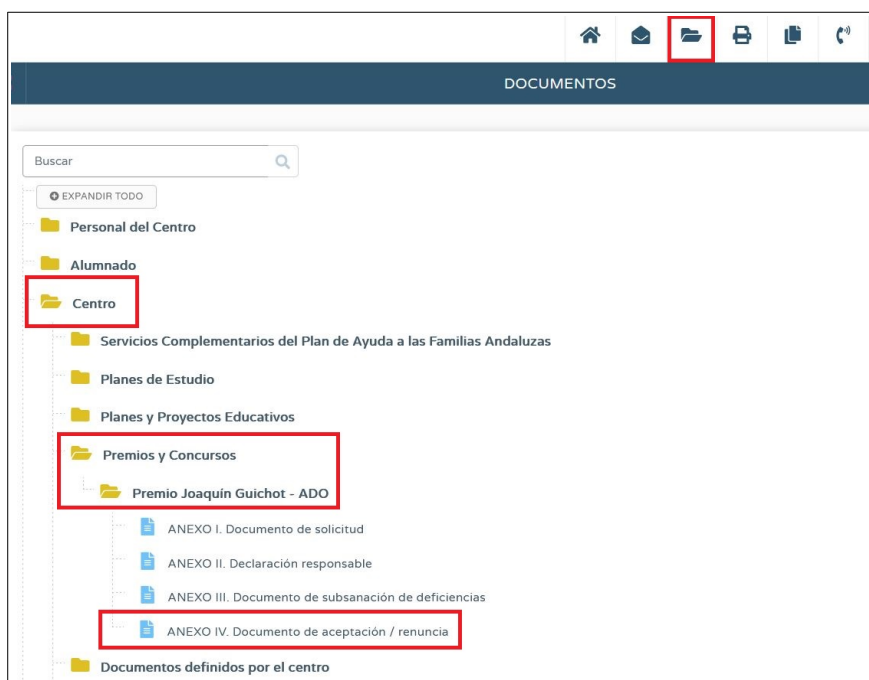 DOCUMENTOS
Buscar
EXPANDIR TODO
Personal del Centro
Alumnado
Centro
Servicios Complementarios del Plan de Ayuda a las Familias Andaluzas
Planes de Estudio
Planes y Proyectos Educativos
Premios y Concursos
Premio Joaquín Guichot - ADO
ANEXO I. Documento de solicitud
ANEXO II. Declaración responsable
ANEXO III. Documento de subsanación de deficiencias
ANEXO IV. Documento de aceptación / renuncia
Documentos definidos por el centro